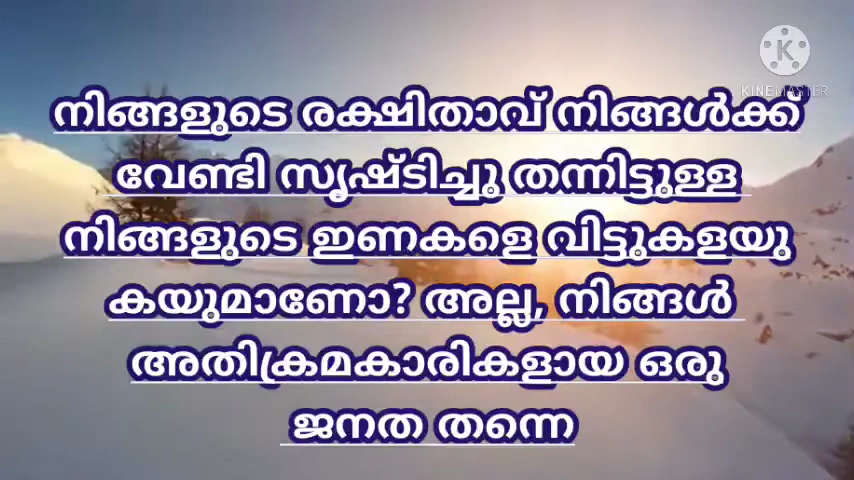 K
KINEMASTER
നിങ്ങളുടെ രക്ഷിതാവ് നിങ്ങൾക്ക്
വേണ്ടി സൃഷ്ടിച്ചു തന്നിട്ടുള്ള
നിങ്ങളുടെ ഇണകളെ വിട്ടുകളയു
കയുമാണോ? അല്ല, നിങ്ങൾ
അതിക്രമകാരികളായ ഒരു
ജനത തന്നെ